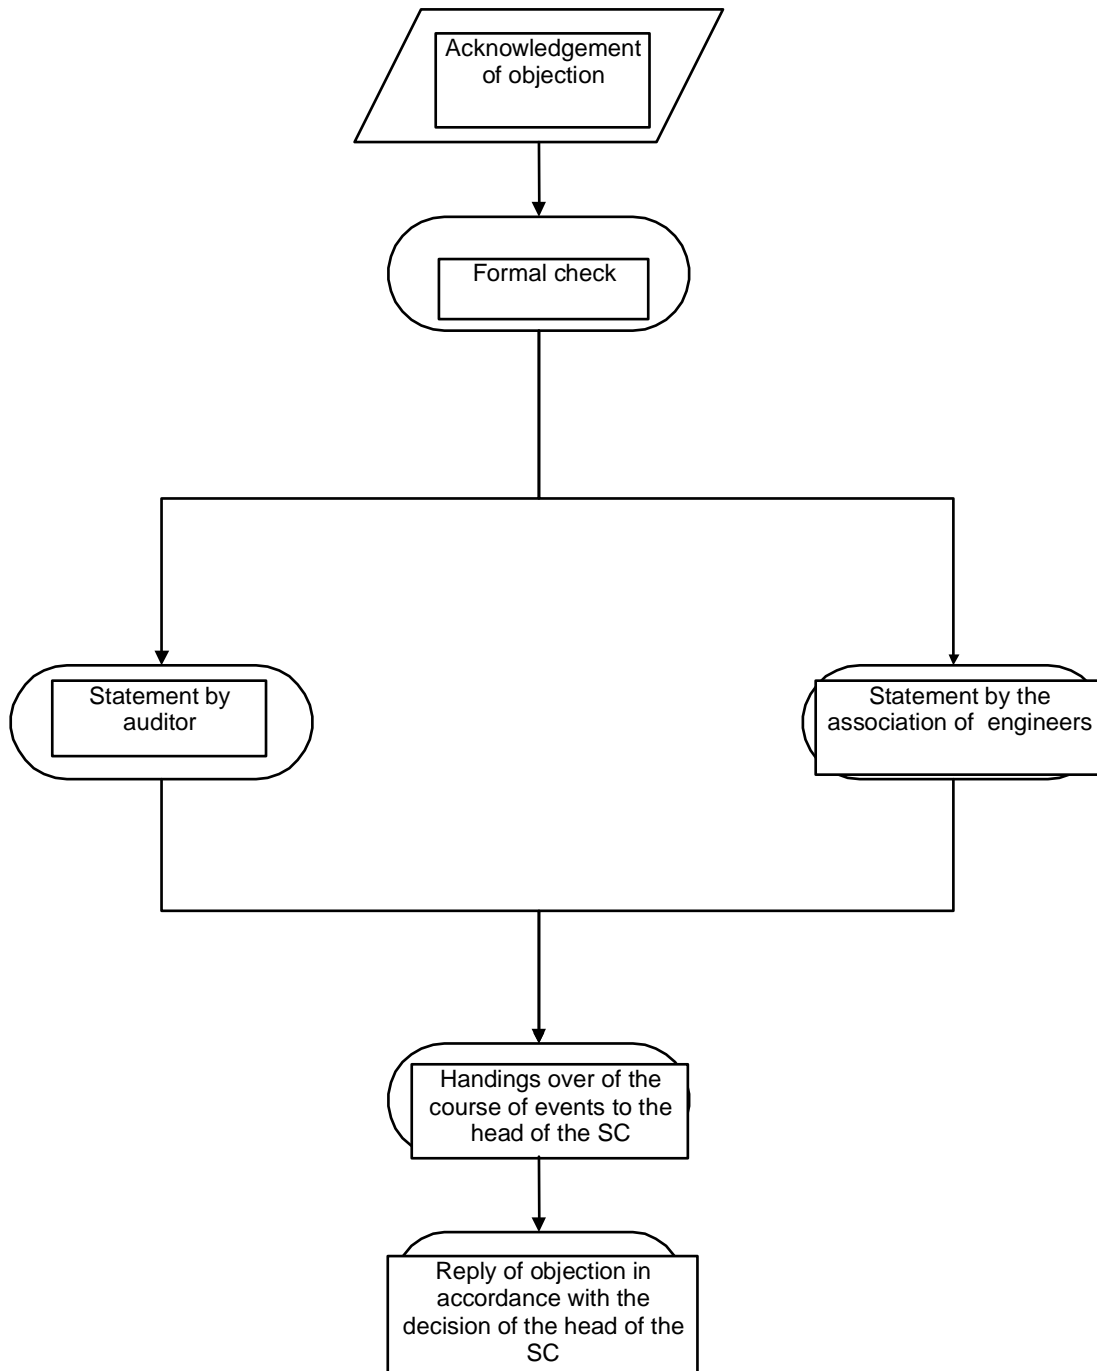 Acknowledgement
of objection
Formal check
Statement by
auditor
Statement by the
association of  engineers
Handings over of the
course of events to the
head of the SC
Reply of objection in
accordance with the
decision of the head of the
SC